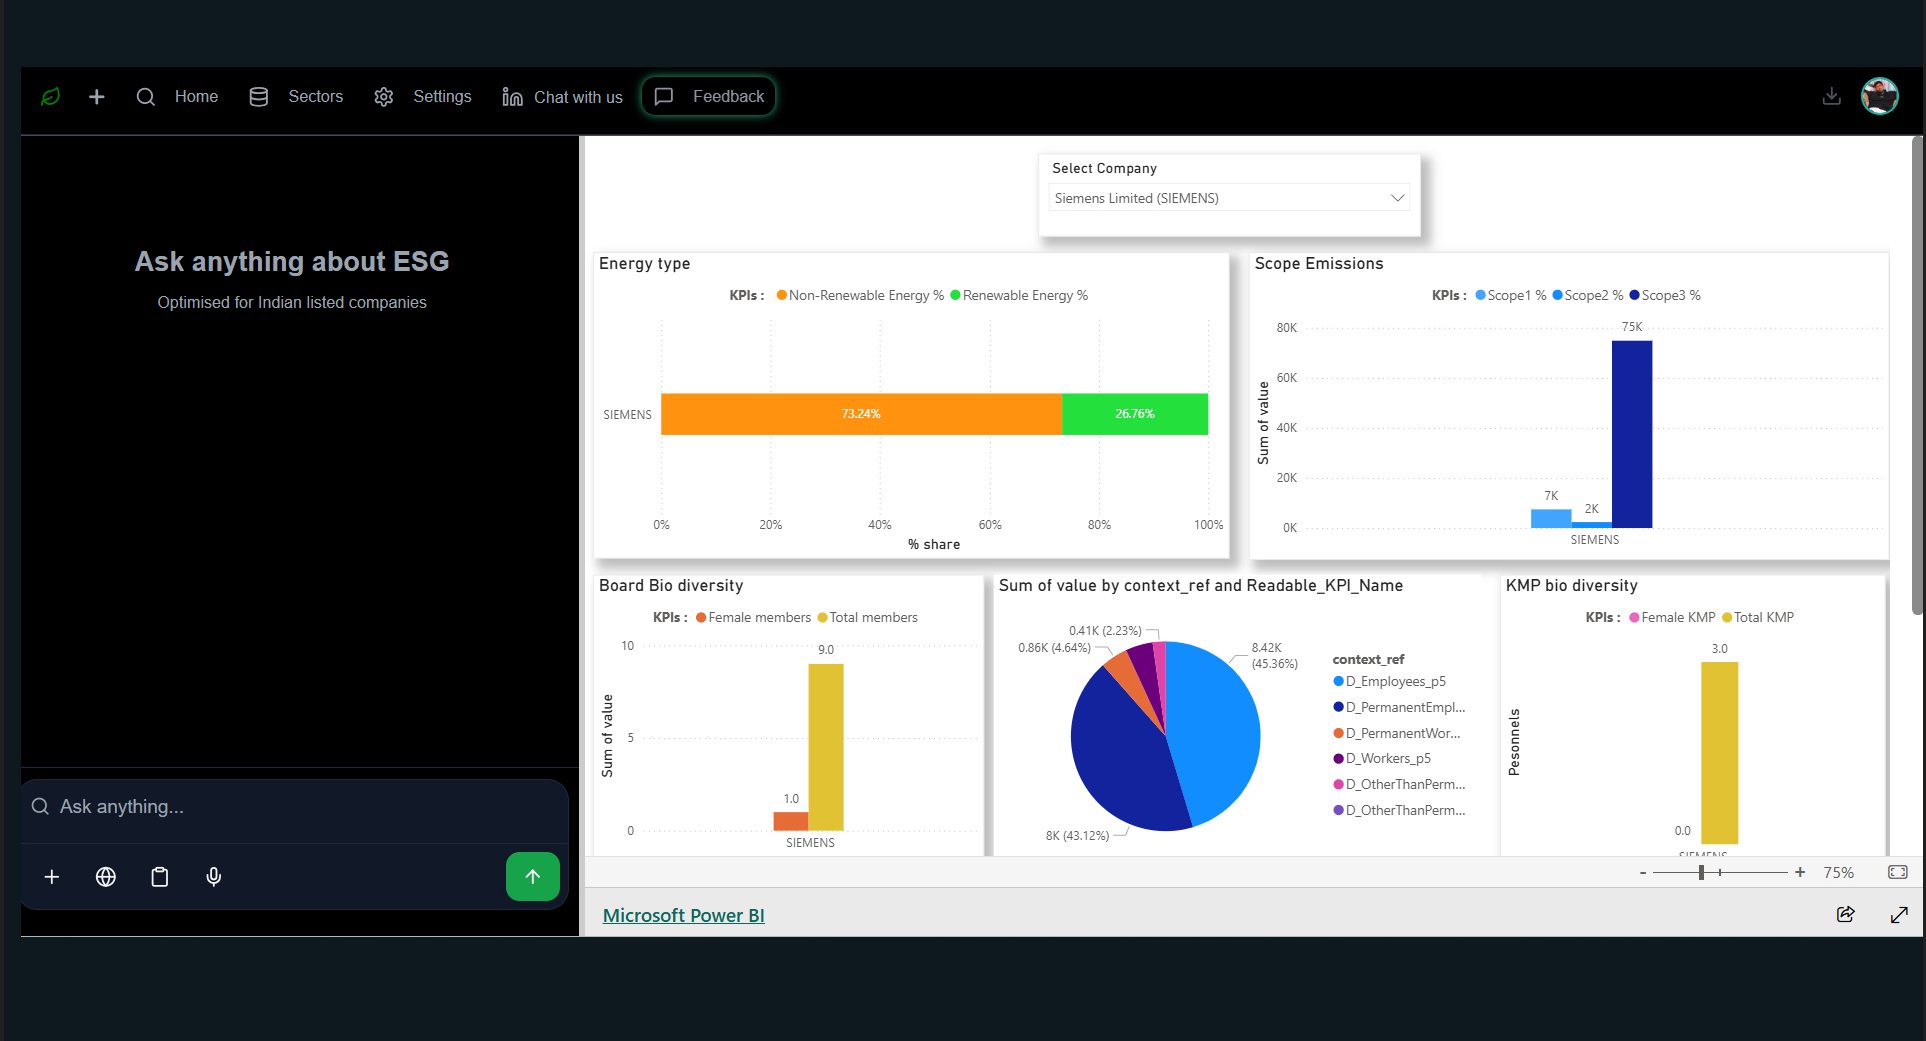 Home
Sectors
Settings
Chat with us
Feedback
Ask anything about ESG
Optimised for Indian listed companies
Ask anything...
Select Company
Siemens Limited (SIEMENS)
Energy type
KPIs : Non-Renewable Energy % Renewable Energy %
SIEMENS
73.24%
26.76%
0% 20% 40% 60% 80% 100%
% share
Scope Emissions
KPIs : Scope1 % Scope2 % Scope3 %
Sum of value
80K
60K
40K
20K
0K
75K
7K
2K
SIEMENS
Board Bio diversity
KPIs : Female members Total members
Sum of value
10
5
0
9.0
1.0
SIEMENS
Sum of value by context_ref and Readable_KPI_Name
0.41K (2.23%)
0.86K (4.64%)
8.42K
(45.36%)
8K (43.12%)
context_ref
D_Employees_p5
D_PermanentEmpl...
D_PermanentWor...
D_Workers_p5
D_OtherThanPerm...
D_OtherThanPerm...
KMP bio diversity
KPIs : Female KMP Total KMP
Pesonnels
3.0
0.0
SIEMENS
- + 75%
Microsoft Power BI